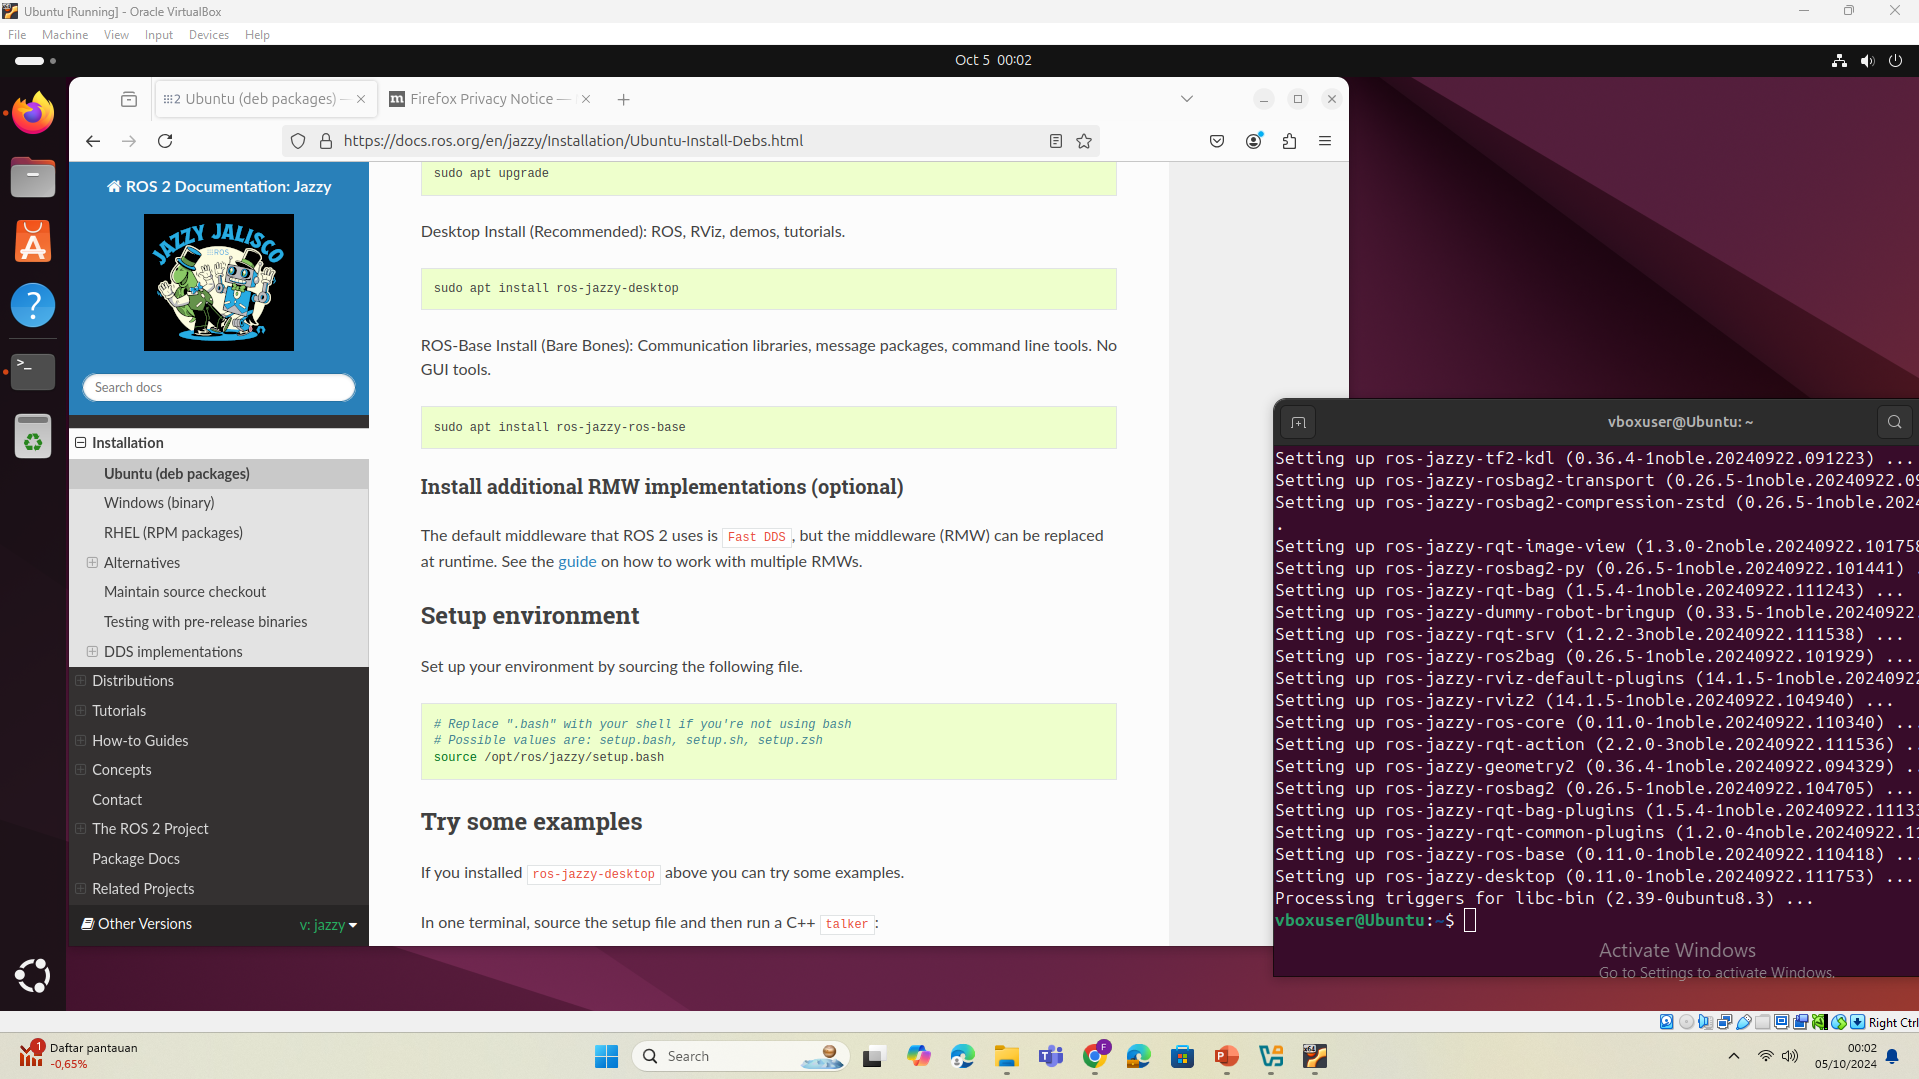 Ubuntu [Running] - Oracle VirtualBox
File Machine View Input Devices Help
Oct 5 00:02
Ubuntu (deb packages) —
Firefox Privacy Notice —
https://docs.ros.org/en/jazzy/Installation/Ubuntu-Install-Debs.html
ROS 2 Documentation: Jazzy
JAZZY JALISCO
ROS
Search docs
Installation
Ubuntu (deb packages)
Windows (binary)
RHEL (RPM packages)
Alternatives
Maintain source checkout
Testing with pre-release binaries
DDS implementations
Distributions
Tutorials
How-to Guides
Concepts
Contact
The ROS 2 Project
Package Docs
Related Projects
Other Versions
v: jazzy
sudo apt upgrade
Desktop Install (Recommended): ROS, RViz, demos, tutorials.
sudo apt install ros-jazzy-desktop
ROS-Base Install (Bare Bones): Communication libraries, message packages, command line tools. No
GUI tools.
sudo apt install ros-jazzy-ros-base
Install additional RMW implementations (optional)
The default middleware that ROS 2 uses is Fast DDS, but the middleware (RMW) can be replaced
at runtime. See the guide on how to work with multiple RMWs.
Setup environment
Set up your environment by sourcing the following file.
# Replace ".bash" with your shell if you're not using bash
# Possible values are: setup.bash, setup.sh, setup.zsh
source /opt/ros/jazzy/setup.bash
Try some examples
If you installed ros-jazzy-desktop above you can try some examples.
In one terminal, source the setup file and then run a C++ talker:
vboxuser@Ubuntu: ~
Setting up ros-jazzy-tf2-kdl (0.36.4-1noble.20240922.091223) ...
Setting up ros-jazzy-rosbag2-transport (0.26.5-1noble.20240922.09
Setting up ros-jazzy-rosbag2-compression-zstd (0.26.5-1noble.2024
.
Setting up ros-jazzy-rqt-image-view (1.3.0-2noble.20240922.101758
Setting up ros-jazzy-rosbag2-py (0.26.5-1noble.20240922.101441) .
Setting up ros-jazzy-rqt-bag (1.5.4-1noble.20240922.111243) ...
Setting up ros-jazzy-dummy-robot-bringup (0.33.5-1noble.20240922.
Setting up ros-jazzy-rqt-srv (1.2.2-3noble.20240922.111538) ...
Setting up ros-jazzy-ros2bag (0.26.5-1noble.20240922.101929) ...
Setting up ros-jazzy-rviz-default-plugins (14.1.5-1noble.2024092
Setting up ros-jazzy-rviz2 (14.1.5-1noble.20240922.104940) ...
Setting up ros-jazzy-ros-core (0.11.0-1noble.20240922.110340) ...
Setting up ros-jazzy-rqt-action (2.2.0-3noble.20240922.111536) ..
Setting up ros-jazzy-geometry2 (0.36.4-1noble.20240922.094329) ..
Setting up ros-jazzy-rosbag2 (0.26.5-1noble.20240922.104705) ...
Setting up ros-jazzy-rqt-bag-plugins (1.5.4-1noble.20240922.11133
Setting up ros-jazzy-rqt-common-plugins (1.2.0-4noble.20240922.11
Setting up ros-jazzy-ros-base (0.11.0-1noble.20240922.110418) ...
Setting up ros-jazzy-desktop (0.11.0-1noble.20240922.111753) ...
Processing triggers for libc-bin (2.39-0ubuntu8.3) ...
vboxuser@Ubuntu:~$
Activate Windows
Go to Settings to activate Windows.
Right Ctrl
1
Daftar pantauan
-0,65%
Search
F
00:02
05/10/2024